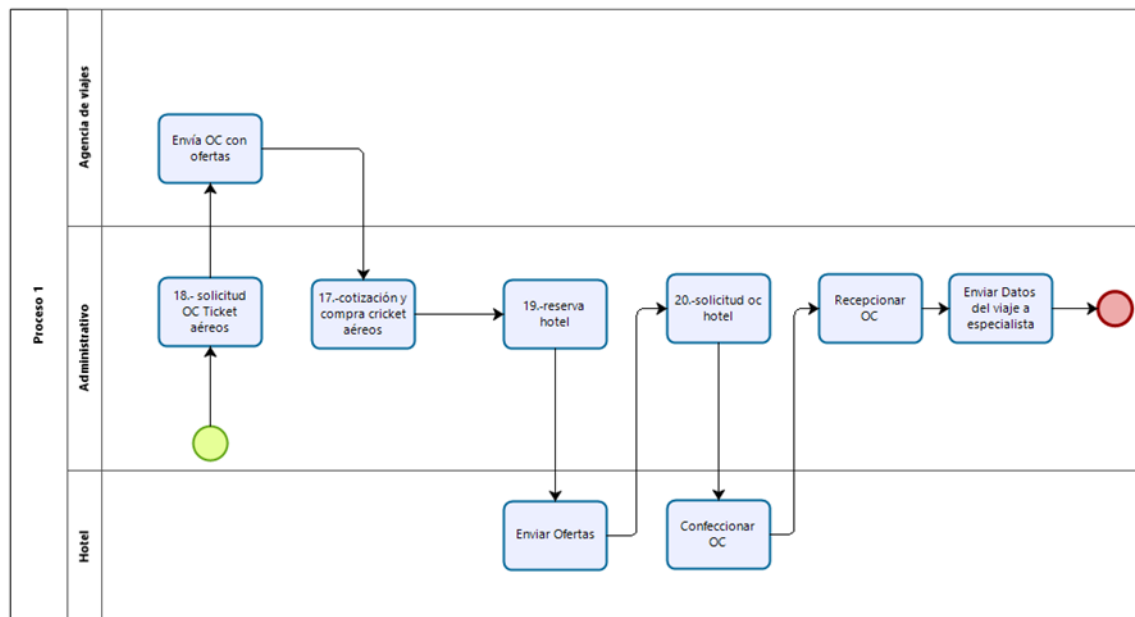 Proceso 1
Agencia de viajes
Envía OC con
ofertas
Administrativo
18.- solicitud
OC Ticket
aéreos
17.-cotización y
compra cricket
aéreos
19.-reserva
hotel
20.-solicitud oc
hotel
Recepcionar
OC
Enviar Datos
del viaje a
especialista
Hotel
Enviar Ofertas
Confeccionar
OC